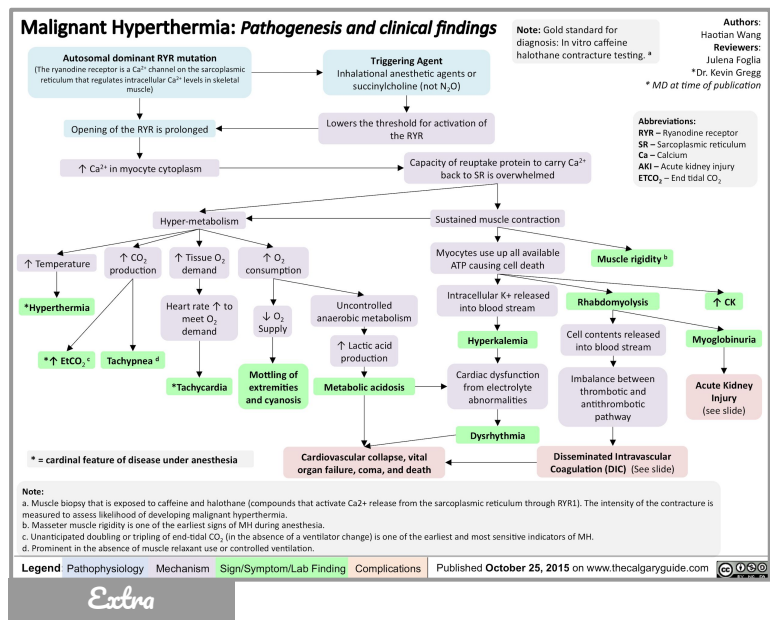 Malignant Hyperthermia: Pathogenesis and clinical findings
Note: Gold standard for
diagnosis: In vitro caffeine
halothane contracture testing. a
Authors:
Haotian Wang
Reviewers:
Julena Foglia
*Dr. Kevin Gregg
* MD at time of publication
Autosomal dominant RYR mutation
(The ryanodine receptor is a Ca²⁺ channel on the sarcoplasmic
reticulum that regulates intracellular Ca²⁺ levels in skeletal
muscle)
Triggering Agent
Inhalational anesthetic agents or
succinylcholine (not N₂O)
Opening of the RYR is prolonged
Lowers the threshold for activation of
the RYR
Abbreviations:
RYR – Ryanodine receptor
SR – Sarcoplasmic reticulum
Ca – Calcium
AKI – Acute kidney injury
ETCO₂ – End tidal CO₂
↑ Ca²⁺ in myocyte cytoplasm
Capacity of reuptake protein to carry Ca²⁺
back to SR is overwhelmed
Hyper-metabolism
Sustained muscle contraction
↑ Temperature
↑ CO₂
production
↑ Tissue O₂
demand
↑ O₂
consumption
Myocytes use up all available
ATP causing cell death
Muscle rigidity b
*Hyperthermia
Heart rate ↑ to
meet O₂
demand
↓ O₂
Supply
Uncontrolled
anaerobic metabolism
Intracellular K+ released
into blood stream
Rhabdomyolysis
↑ CK
*↑ EtCO₂ c
Tachypnea d
↑ Lactic acid
production
Hyperkalemia
Cell contents released
into blood stream
Myoglobinuria
*Tachycardia
Mottling of
extremities
and cyanosis
Metabolic acidosis
Cardiac dysfunction
from electrolyte
abnormalities
Imbalance between
thrombotic and
antithrombotic
pathway
Acute Kidney
Injury
(see slide)
Dysrhythmia
* = cardinal feature of disease under anesthesia
Cardiovascular collapse, vital
organ failure, coma, and death
Disseminated Intravascular
Coagulation (DIC) (See slide)
Note:
a. Muscle biopsy that is exposed to caffeine and halothane (compounds that activate Ca2+ release from the sarcoplasmic reticulum through RYR1). The intensity of the contracture is
measured to assess likelihood of developing malignant hyperthermia.
b. Masseter muscle rigidity is one of the earliest signs of MH during anesthesia.
c. Unanticipated doubling or tripling of end-tidal CO₂ (in the absence of a ventilator change) is one of the earliest and most sensitive indicators of MH.
d. Prominent in the absence of muscle relaxant use or controlled ventilation.
Legend: Pathophysiology Mechanism Sign/Symptom/Lab Finding Complications Published October 25, 2015 on www.thecalgaryguide.com
Extra